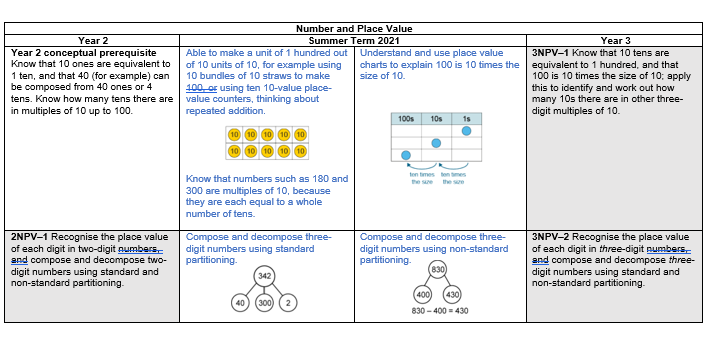 Number and Place Value
Year 2
Summer Term 2021
Year 3
Year 2 conceptual prerequisite
Know that 10 ones are equivalent to
1 ten, and that 40 (for example) can
be composed from 40 ones or 4
tens. Know how many tens there are
in multiples of 10 up to 100.
Able to make a unit of 1 hundred out
of 10 units of 10, for example using
10 bundles of 10 straws to make
100, or using ten 10-value place-
value counters, thinking about
repeated addition.
10 10 10 10 10
10 10 10 10 10
Know that numbers such as 180 and
300 are multiples of 10, because
they are each equal to a whole
number of tens.
Understand and use place value
charts to explain 100 is 10 times the
size of 10.
100s 10s 1s
ten times ten times
the size the size
3NPV–1 Know that 10 tens are
equivalent to 1 hundred, and that
100 is 10 times the size of 10; apply
this to identify and work out how
many 10s there are in other three-
digit multiples of 10.
2NPV–1 Recognise the place value
of each digit in two-digit numbers,
and compose and decompose two-
digit numbers using standard and
non-standard partitioning.
Compose and decompose three-
digit numbers using standard
partitioning.
342
40 300 2
Compose and decompose three-
digit numbers using non-standard
partitioning.
830
400 430
830 – 400 = 430
3NPV–2 Recognise the place value
of each digit in three-digit numbers,
and compose and decompose three-
digit numbers using standard and
non-standard partitioning.